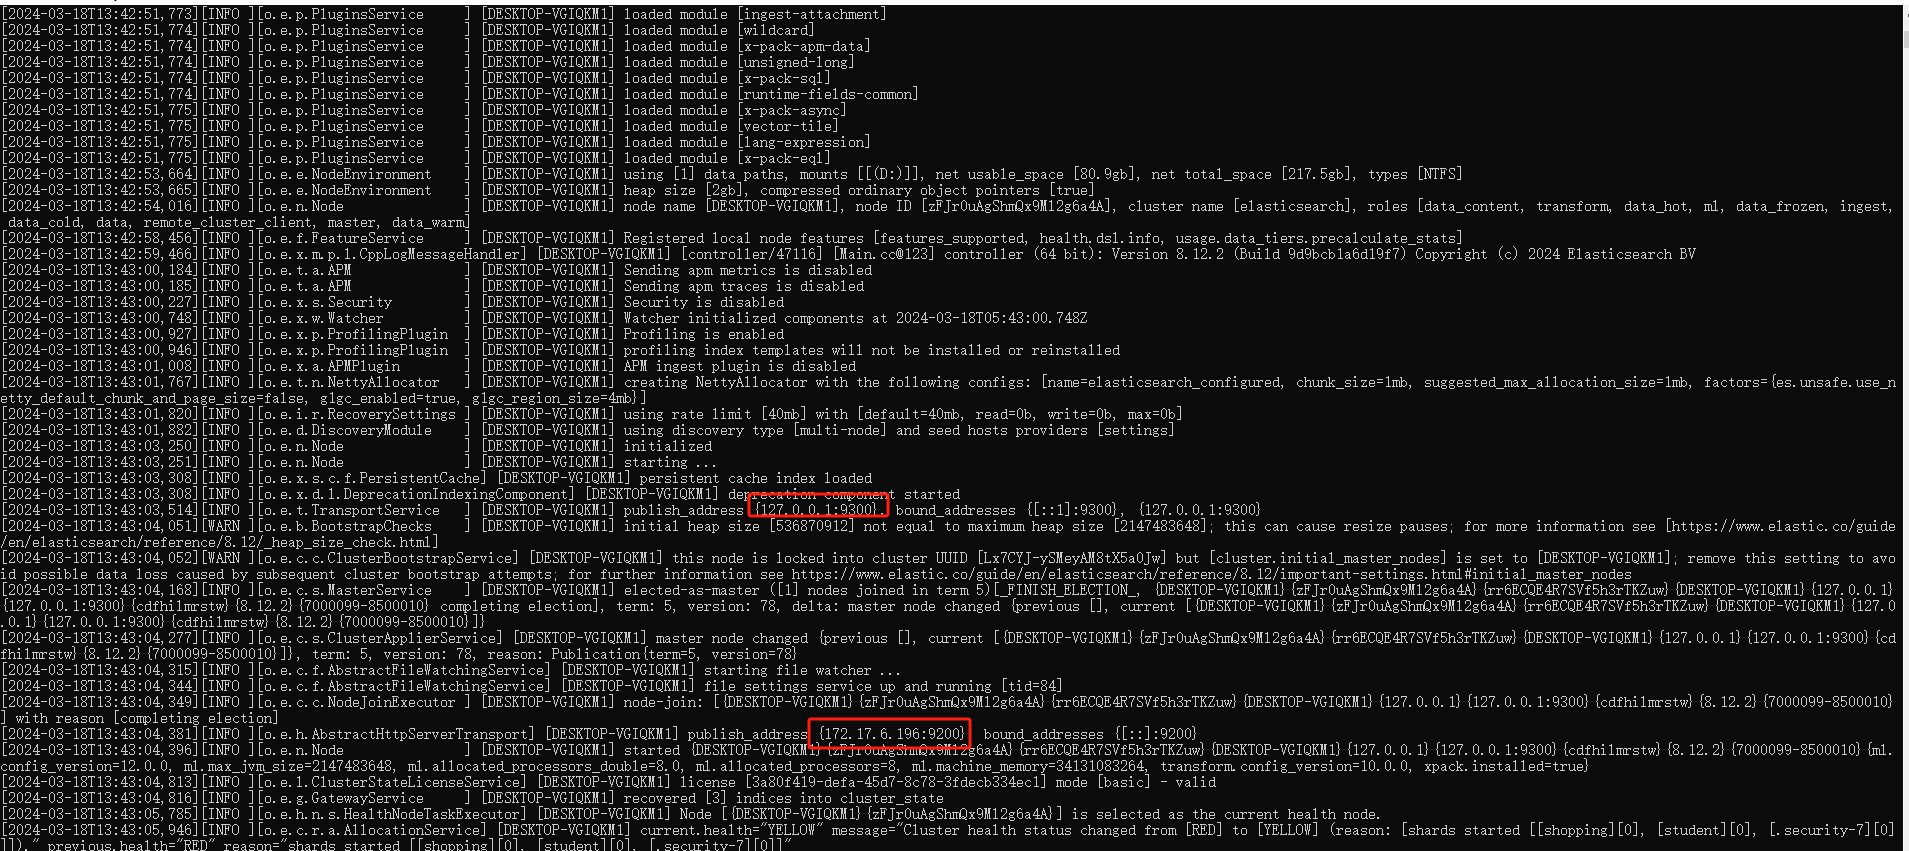 [2024-03-18T13:42:51,773][INFO ][o.e.p.PluginsService     ] [DESKTOP-VGIQKM1] loaded module [ingest-attachment]
[2024-03-18T13:42:51,774][INFO ][o.e.p.PluginsService     ] [DESKTOP-VGIQKM1] loaded module [wildcard]
[2024-03-18T13:42:51,774][INFO ][o.e.p.PluginsService     ] [DESKTOP-VGIQKM1] loaded module [x-pack-apm-data]
[2024-03-18T13:42:51,774][INFO ][o.e.p.PluginsService     ] [DESKTOP-VGIQKM1] loaded module [unsigned-long]
[2024-03-18T13:42:51,774][INFO ][o.e.p.PluginsService     ] [DESKTOP-VGIQKM1] loaded module [x-pack-sql]
[2024-03-18T13:42:51,774][INFO ][o.e.p.PluginsService     ] [DESKTOP-VGIQKM1] loaded module [runtime-fields-common]
[2024-03-18T13:42:51,775][INFO ][o.e.p.PluginsService     ] [DESKTOP-VGIQKM1] loaded module [x-pack-async]
[2024-03-18T13:42:51,775][INFO ][o.e.p.PluginsService     ] [DESKTOP-VGIQKM1] loaded module [vector-tile]
[2024-03-18T13:42:51,775][INFO ][o.e.p.PluginsService     ] [DESKTOP-VGIQKM1] loaded module [lang-expression]
[2024-03-18T13:42:51,775][INFO ][o.e.p.PluginsService     ] [DESKTOP-VGIQKM1] loaded module [x-pack-eql]
[2024-03-18T13:42:53,664][INFO ][o.e.e.NodeEnvironment    ] [DESKTOP-VGIQKM1] using [1] data paths, mounts [[(D:)]], net usable_space [80.9gb], net total_space [217.5gb], types [NTFS]
[2024-03-18T13:42:53,665][INFO ][o.e.e.NodeEnvironment    ] [DESKTOP-VGIQKM1] heap size [2gb], compressed ordinary object pointers [true]
[2024-03-18T13:42:54,016][INFO ][o.e.n.Node               ] [DESKTOP-VGIQKM1] node name [DESKTOP-VGIQKM1], node ID [zFJr0uAgShmQx9M12g6a4A], cluster name [elasticsearch], roles [data_content, transform, data_hot, ml, data_frozen, ingest,
 data_cold, data, remote_cluster_client, master, data_warm]
[2024-03-18T13:42:58,456][INFO ][o.e.f.FeatureService     ] [DESKTOP-VGIQKM1] Registered local node features [features_supported, health.dsl.info, usage.data_tiers.precalculate_stats]
[2024-03-18T13:42:59,466][INFO ][o.e.x.m.p.l.CppLogMessageHandler] [DESKTOP-VGIQKM1] [controller/47116] [Main.cc@123] controller (64 bit): Version 8.12.2 (Build 9d9bcb1a6d19f7) Copyright (c) 2024 Elasticsearch BV
[2024-03-18T13:43:00,184][INFO ][o.e.t.a.APM              ] [DESKTOP-VGIQKM1] Sending apm metrics is disabled
[2024-03-18T13:43:00,185][INFO ][o.e.t.a.APM              ] [DESKTOP-VGIQKM1] Sending apm traces is disabled
[2024-03-18T13:43:00,227][INFO ][o.e.x.s.Security         ] [DESKTOP-VGIQKM1] Security is disabled
[2024-03-18T13:43:00,748][INFO ][o.e.x.w.Watcher          ] [DESKTOP-VGIQKM1] Watcher initialized components at 2024-03-18T05:43:00.748Z
[2024-03-18T13:43:00,927][INFO ][o.e.x.p.ProfilingPlugin  ] [DESKTOP-VGIQKM1] Profiling is enabled
[2024-03-18T13:43:00,946][INFO ][o.e.x.p.ProfilingPlugin  ] [DESKTOP-VGIQKM1] profiling index templates will not be installed or reinstalled
[2024-03-18T13:43:01,008][INFO ][o.e.x.a.APMPlugin        ] [DESKTOP-VGIQKM1] APM ingest plugin is disabled
[2024-03-18T13:43:01,767][INFO ][o.e.t.n.NettyAllocator   ] [DESKTOP-VGIQKM1] creating NettyAllocator with the following configs: [name=elasticsearch_configured, chunk_size=1mb, suggested_max_allocation_size=1mb, factors={es.unsafe.use_n
etty_default_chunk_and_page_size=false, g1gc_enabled=true, g1gc_region_size=4mb}]
[2024-03-18T13:43:01,820][INFO ][o.e.i.r.RecoverySettings ] [DESKTOP-VGIQKM1] using rate limit [40mb] with [default=40mb, read=0b, write=0b, max=0b]
[2024-03-18T13:43:01,882][INFO ][o.e.d.DiscoveryModule    ] [DESKTOP-VGIQKM1] using discovery type [multi-node] and seed hosts providers [settings]
[2024-03-18T13:43:03,250][INFO ][o.e.n.Node               ] [DESKTOP-VGIQKM1] initialized
[2024-03-18T13:43:03,251][INFO ][o.e.n.Node               ] [DESKTOP-VGIQKM1] starting ...
[2024-03-18T13:43:03,308][INFO ][o.e.x.s.c.f.PersistentCache] [DESKTOP-VGIQKM1] persistent cache index loaded
[2024-03-18T13:43:03,308][INFO ][o.e.x.d.l.DeprecationIndexingComponent] [DESKTOP-VGIQKM1] deprecation component started
[2024-03-18T13:43:03,514][INFO ][o.e.t.TransportService   ] [DESKTOP-VGIQKM1] publish_address {127.0.0.1:9300}, bound_addresses {[::1]:9300}, {127.0.0.1:9300}
[2024-03-18T13:43:04,051][WARN ][o.e.b.BootstrapChecks    ] [DESKTOP-VGIQKM1] initial heap size [536870912] not equal to maximum heap size [2147483648]; this can cause resize pauses; for more information see [https://www.elastic.co/guide
/en/elasticsearch/reference/8.12/_heap_size_check.html]
[2024-03-18T13:43:04,052][WARN ][o.e.c.c.ClusterBootstrapService] [DESKTOP-VGIQKM1] this node is locked into cluster UUID [Lx7CYJ-ySMeyAM8tX5a0Jw] but [cluster.initial_master_nodes] is set to [DESKTOP-VGIQKM1]; remove this setting to avo
id possible data loss caused by subsequent cluster bootstrap attempts; for further information see https://www.elastic.co/guide/en/elasticsearch/reference/8.12/important-settings.html#initial_master_nodes
[2024-03-18T13:43:04,168][INFO ][o.e.c.s.MasterService    ] [DESKTOP-VGIQKM1] elected-as-master ([1] nodes joined in term 5)[_FINISH_ELECTION_, {DESKTOP-VGIQKM1}{zFJr0uAgShmQx9M12g6a4A}{rr6ECQE4R7SVf5h3rTKZuw}{DESKTOP-VGIQKM1}{127.0.0.1}
{127.0.0.1:9300}{cdfhilmrstw}{8.12.2}{7000099-8500010} completing election], term: 5, version: 78, delta: master node changed {previous [], current [{DESKTOP-VGIQKM1}{zFJr0uAgShmQx9M12g6a4A}{rr6ECQE4R7SVf5h3rTKZuw}{DESKTOP-VGIQKM1}{127.0
.0.1}{127.0.0.1:9300}{cdfhilmrstw}{8.12.2}{7000099-8500010}]}
[2024-03-18T13:43:04,277][INFO ][o.e.c.s.ClusterApplierService] [DESKTOP-VGIQKM1] master node changed {previous [], current [{DESKTOP-VGIQKM1}{zFJr0uAgShmQx9M12g6a4A}{rr6ECQE4R7SVf5h3rTKZuw}{DESKTOP-VGIQKM1}{127.0.0.1}{127.0.0.1:9300}{cd
fhilmrstw}{8.12.2}{7000099-8500010}]}, term: 5, version: 78, reason: Publication{term=5, version=78}
[2024-03-18T13:43:04,315][INFO ][o.e.c.f.AbstractFileWatchingService] [DESKTOP-VGIQKM1] starting file watcher ...
[2024-03-18T13:43:04,344][INFO ][o.e.c.f.AbstractFileWatchingService] [DESKTOP-VGIQKM1] file settings service up and running [tid=84]
[2024-03-18T13:43:04,349][INFO ][o.e.c.c.NodeJoinExecutor ] [DESKTOP-VGIQKM1] node-join: [{DESKTOP-VGIQKM1}{zFJr0uAgShmQx9M12g6a4A}{rr6ECQE4R7SVf5h3rTKZuw}{DESKTOP-VGIQKM1}{127.0.0.1}{127.0.0.1:9300}{cdfhilmrstw}{8.12.2}{7000099-8500010}
] with reason [completing election]
[2024-03-18T13:43:04,381][INFO ][o.e.h.AbstractHttpServerTransport] [DESKTOP-VGIQKM1] publish_address {172.17.6.196:9200}, bound_addresses {[::]:9200}
[2024-03-18T13:43:04,396][INFO ][o.e.n.Node               ] [DESKTOP-VGIQKM1] started {DESKTOP-VGIQKM1}{zFJr0uAgShmQx9M12g6a4A}{rr6ECQE4R7SVf5h3rTKZuw}{DESKTOP-VGIQKM1}{127.0.0.1}{127.0.0.1:9300}{cdfhilmrstw}{8.12.2}{7000099-8500010}{ml.
config_version=12.0.0, ml.max_jvm_size=2147483648, ml.allocated_processors_double=8.0, ml.allocated_processors=8, ml.machine_memory=34131083264, transform.config_version=10.0.0, xpack.installed=true}
[2024-03-18T13:43:04,813][INFO ][o.e.l.ClusterStateLicenseService] [DESKTOP-VGIQKM1] license [3a80f419-defa-45d7-8c78-3fdecb334ec1] mode [basic] - valid
[2024-03-18T13:43:04,816][INFO ][o.e.g.GatewayService     ] [DESKTOP-VGIQKM1] recovered [3] indices into cluster_state
[2024-03-18T13:43:05,785][INFO ][o.e.h.n.s.HealthNodeTaskExecutor] [DESKTOP-VGIQKM1] Node [{DESKTOP-VGIQKM1}{zFJr0uAgShmQx9M12g6a4A}] is selected as the current health node.
[2024-03-18T13:43:05,946][INFO ][o.e.c.r.a.AllocationService] [DESKTOP-VGIQKM1] current.health="YELLOW" message="Cluster health status changed from [RED] to [YELLOW] (reason: [shards started [[shopping][0], [student][0], [.security-7][0]
]])." previous.health="RED" reason="shards started [[shopping][0], [student][0], [.security-7][0]]"